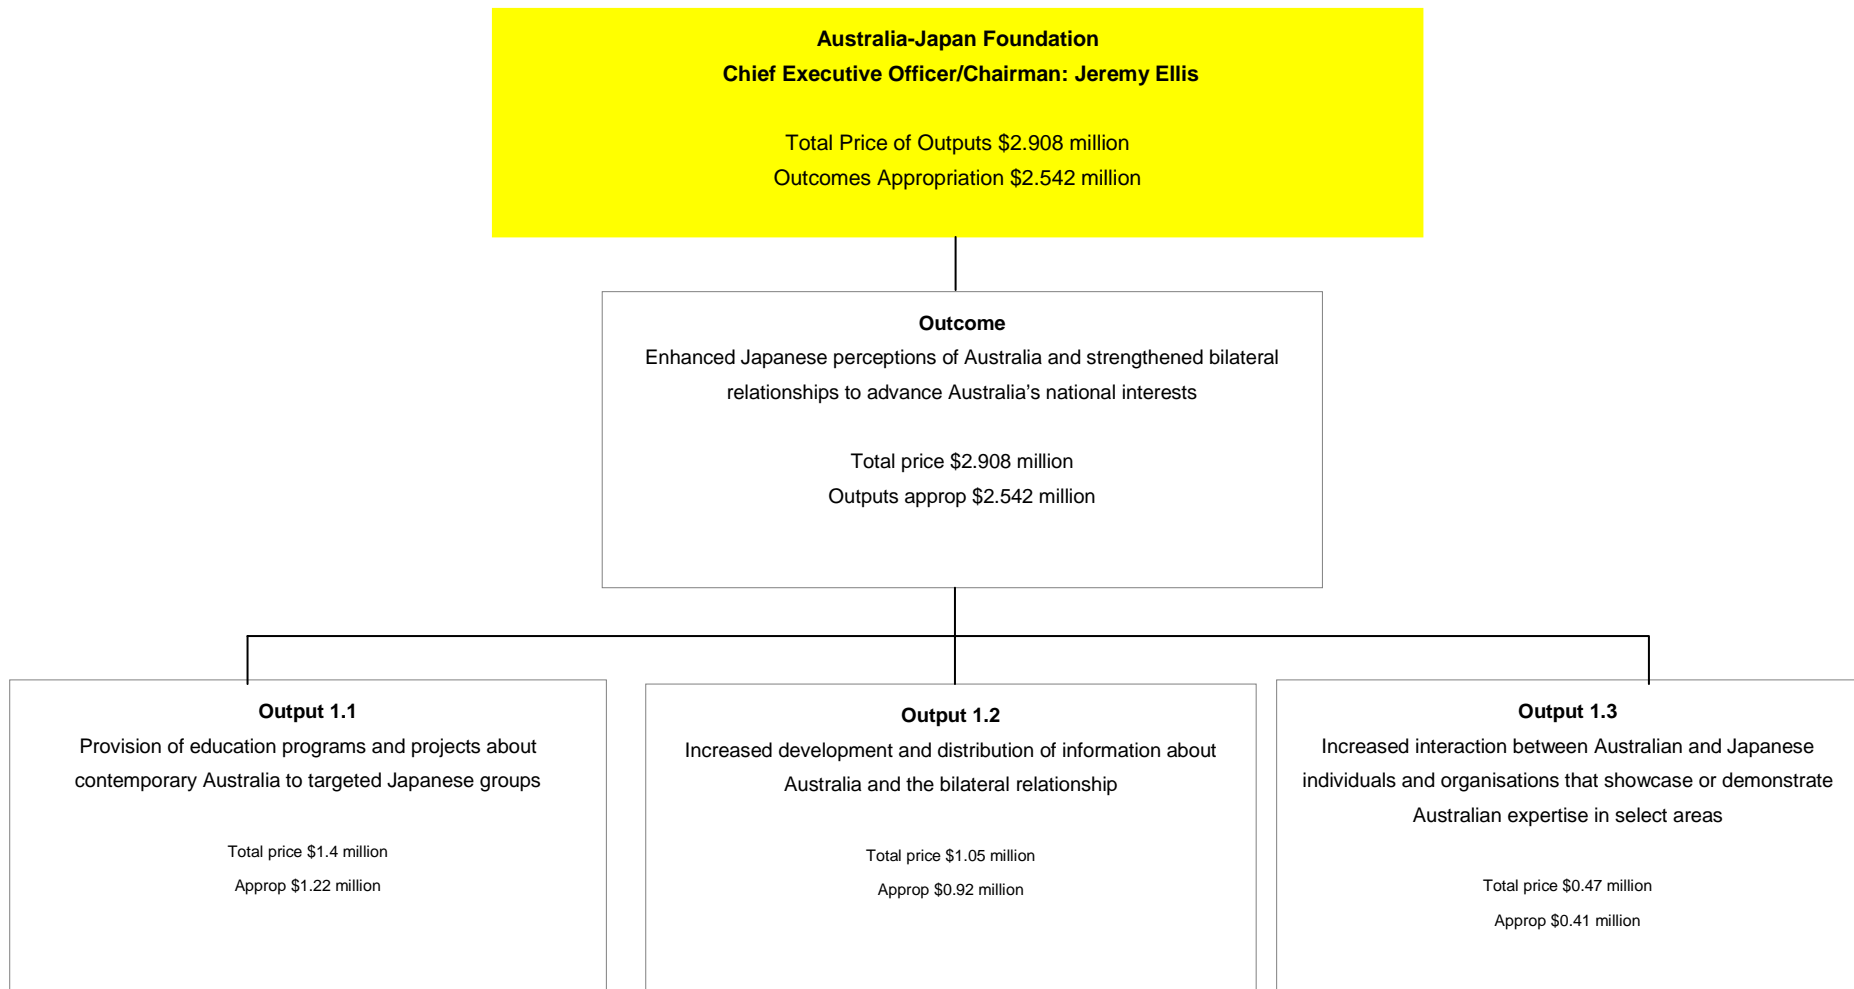 Australia-Japan Foundation
Chief Executive Officer/Chairman: Jeremy Ellis
Total Price of Outputs $2.908 million
Outcomes Appropriation $2.542 million
Outcome
Enhanced Japanese perceptions of Australia and strengthened bilateral
relationships to advance Australia’s national interests
Total price $2.908 million
Outputs approp $2.542 million
Output 1.1
Provision of education programs and projects about
contemporary Australia to targeted Japanese groups
Total price $1.4 million
Approp $1.22 million
Output 1.2
Increased development and distribution of information about
Australia and the bilateral relationship
Total price $1.05 million
Approp $0.92 million
Output 1.3
Increased interaction between Australian and Japanese
individuals and organisations that showcase or demonstrate
Australian expertise in select areas
Total price $0.47 million
Approp $0.41 million